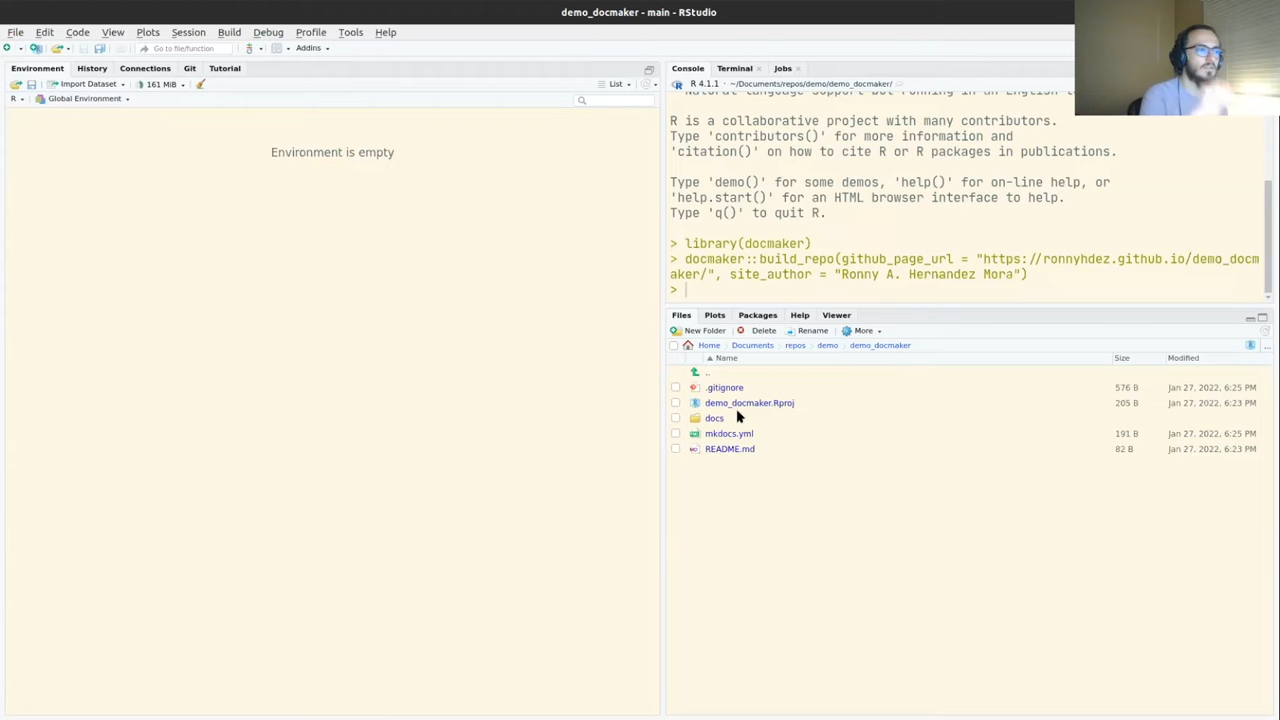 demo_docmaker - main - RStudio
File Edit Code View Plots Session Build Debug Profile Tools Help
Go to file/function Addins
Environment History Connections Git Tutorial
Import Dataset 161 MiB List
R Global Environment
Environment is empty
Console Terminal Jobs
R 4.1.1 · ~/Documents/repos/demo/demo_docmaker/
Natural language support but running in an English
R is a collaborative project with many contributors.
Type 'contributors()' for more information and
'citation()' on how to cite R or R packages in publications.
Type 'demo()' for some demos, 'help()' for on-line help, or
'help.start()' for an HTML browser interface to help.
Type 'q()' to quit R.
> library(docmaker)
> docmaker::build_repo(github_page_url = "https://ronnyhdez.github.io/demo_docm
aker/", site_author = "Ronny A. Hernandez Mora")
>
Files Plots Packages Help Viewer
New Folder Delete Rename More
Home Documents repos demo demo_docmaker
Name Size Modified
..
.gitignore 576 B Jan 27, 2022, 6:25 PM
demo_docmaker.Rproj 205 B Jan 27, 2022, 6:23 PM
docs
mkdocs.yml 191 B Jan 27, 2022, 6:25 PM
README.md 82 B Jan 27, 2022, 6:23 PM